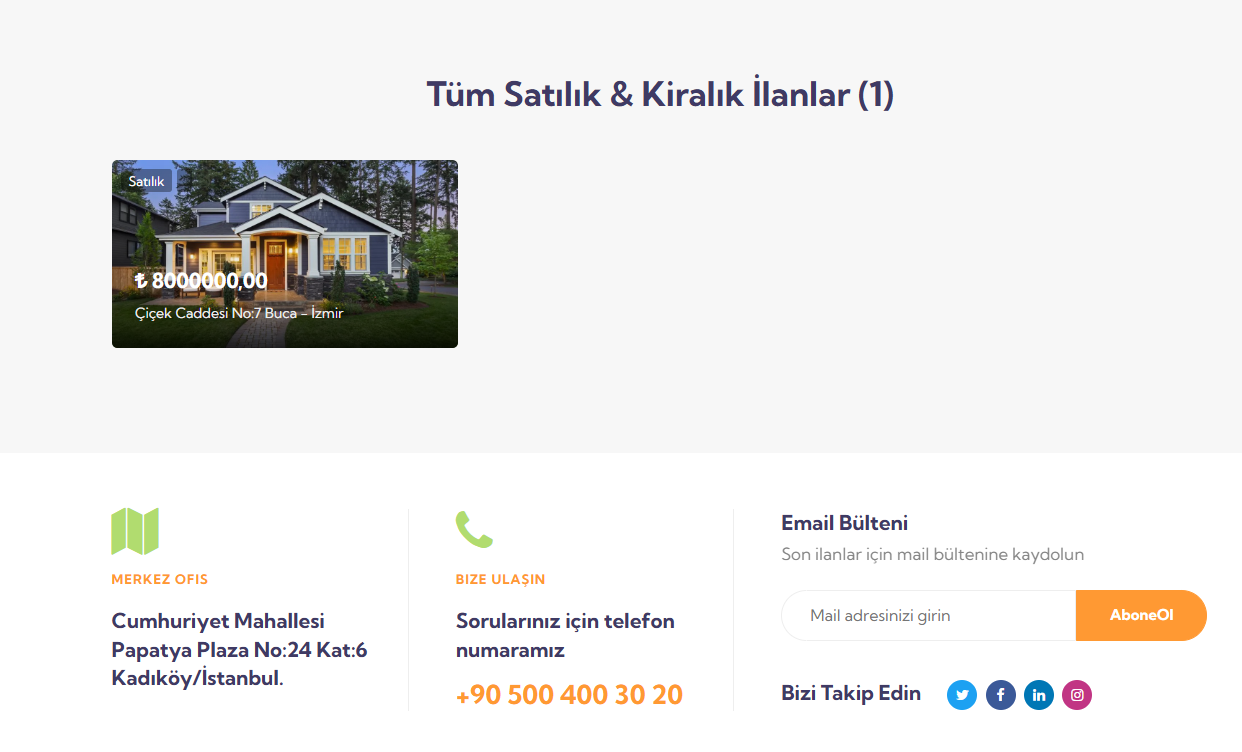 Tüm Satılık & Kiralık İlanlar (1)
Satılık
₺ 8000000,00
Çiçek Caddesi No:7 Buca - İzmir
MERKEZ OFIS
Cumhuriyet Mahallesi
Papatya Plaza No:24 Kat:6
Kadıköy/İstanbul.
BIZE ULAŞIN
Sorularınız için telefon
numaramız
+90 500 400 30 20
Email Bülteni
Son ilanlar için mail bültenine kaydolun
Mail adresinizi girin
AboneOl
Bizi Takip Edin